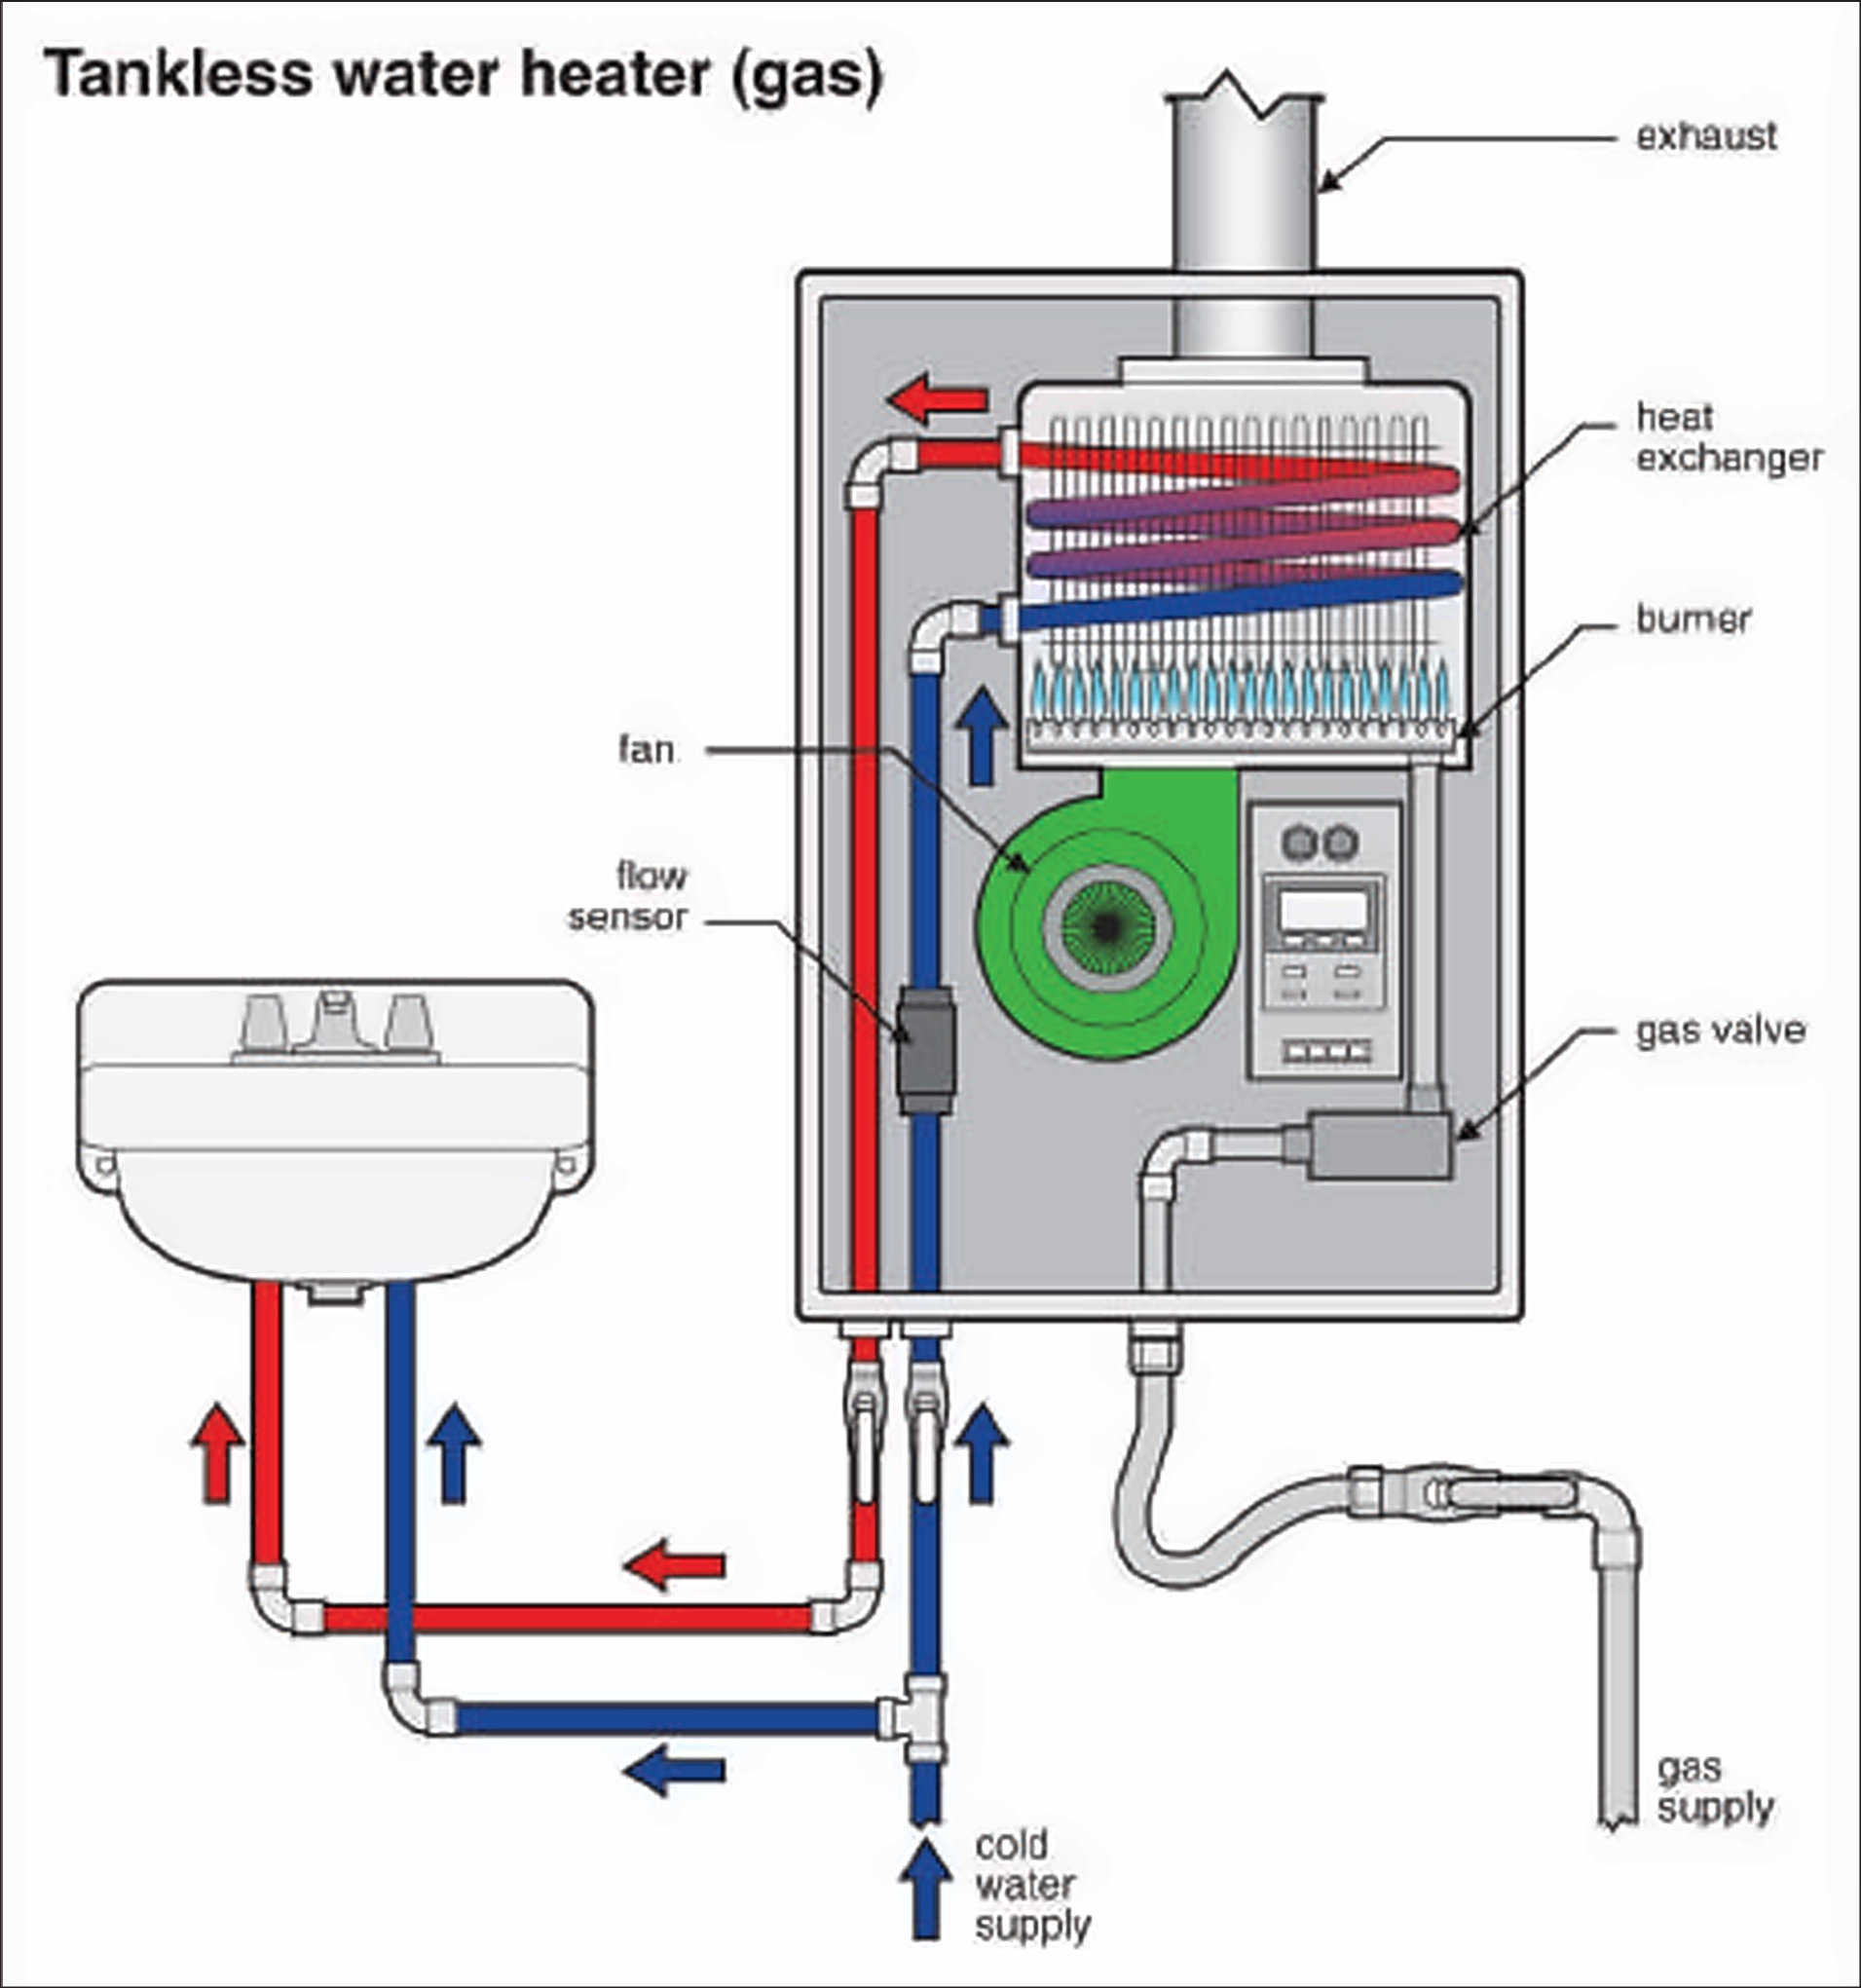 Tankless water heater (gas)
exhaust
heat
exchanger
burner
fan
flow
sensor
gas valve
gas
supply
cold
water
supply